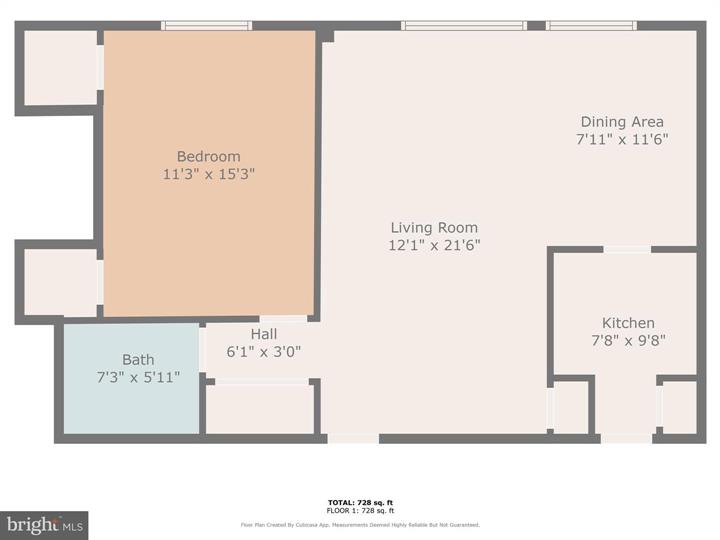 Dining Area
7'11" x 11'6"
Bedroom
11'3" x 15'3"
Living Room
12'1" x 21'6"
Kitchen
7'8" x 9'8"
Hall
6'1" x 3'0"
Bath
7'3" x 5'11"
TOTAL: 728 sq. ft
FLOOR 1: 728 sq. ft
Floor Plan Created By Cubicasa App. Measurements Deemed Highly Reliable But Not Guaranteed.
bright MLS